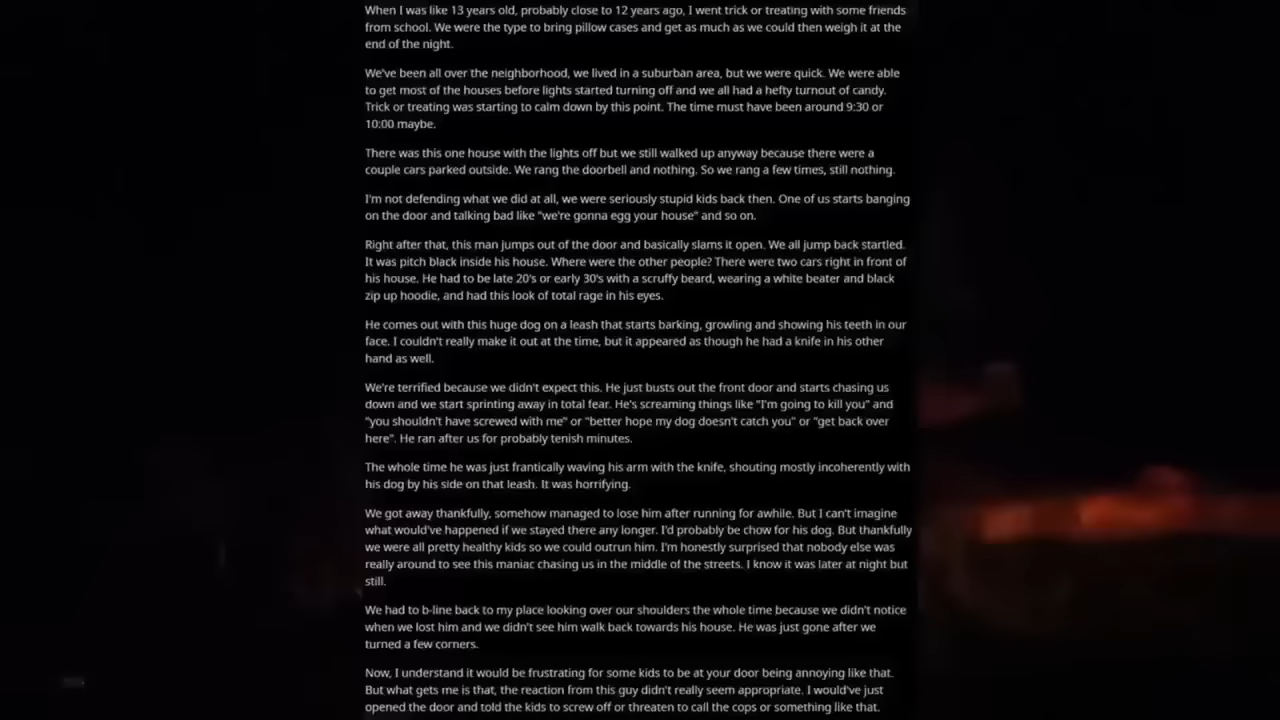 When I was like 13 years old, probably close to 12 years ago, I went trick or treating with some friends
from school. We were the type to bring pillow cases and get as much as we could then weigh it at the
end of the night.
We've been all over the neighborhood, we lived in a suburban area, but we were quick. We were able
to get most of the houses before lights started turning off and we all had a hefty turnout of candy.
Trick or treating was starting to calm down by this point. The time must have been around 9:30 or
10:00 maybe.
There was this one house with the lights off but we still walked up anyway because there were a
couple cars parked outside. We rang the doorbell and nothing. So we rang a few times, still nothing.
I'm not defending what we did at all, we were seriously stupid kids back then. One of us starts banging
on the door and talking bad like "we're gonna egg your house" and so on.
Right after that, this man jumps out of the door and basically slams it open. We all jump back startled.
It was pitch black inside his house. Where were the other people? There were two cars right in front of
his house. He had to be late 20's or early 30's with a scruffy beard, wearing a white beater and black
zip up hoodie, and had this look of total rage in his eyes.
He comes out with this huge dog on a leash that starts barking, growling and showing his teeth in our
face. I couldn't really make it out at the time, but it appeared as though he had a knife in his other
hand as well.
We're terrified because we didn't expect this. He just busts out the front door and starts chasing us
down and we start sprinting away in total fear. He's screaming things like "I'm going to kill you" and
"you shouldn't have screwed with me" or "better hope my dog doesn't catch you" or "get back over
here". He ran after us for probably tenish minutes.
The whole time he was just frantically waving his arm with the knife, shouting mostly incoherently with
his dog by his side on that leash. It was horrifying.
We got away thankfully, somehow managed to lose him after running for awhile. But I can't imagine
what would've happened if we stayed there any longer. I'd probably be chow for his dog. But thankfully
we were all pretty healthy kids so we could outrun him. I'm honestly surprised that nobody else was
really around to see this maniac chasing us in the middle of the streets. I know it was later at night but
still.
We had to b-line back to my place looking over our shoulders the whole time because we didn't notice
when we lost him and we didn't see him walk back towards his house. He was just gone after we
turned a few corners.
Now, I understand it would be frustrating for some kids to be at your door being annoying like that.
But what gets me is that, the reaction from this guy didn't really seem appropriate. I would've just
opened the door and told the kids to screw off or threaten to call the cops or something like that.